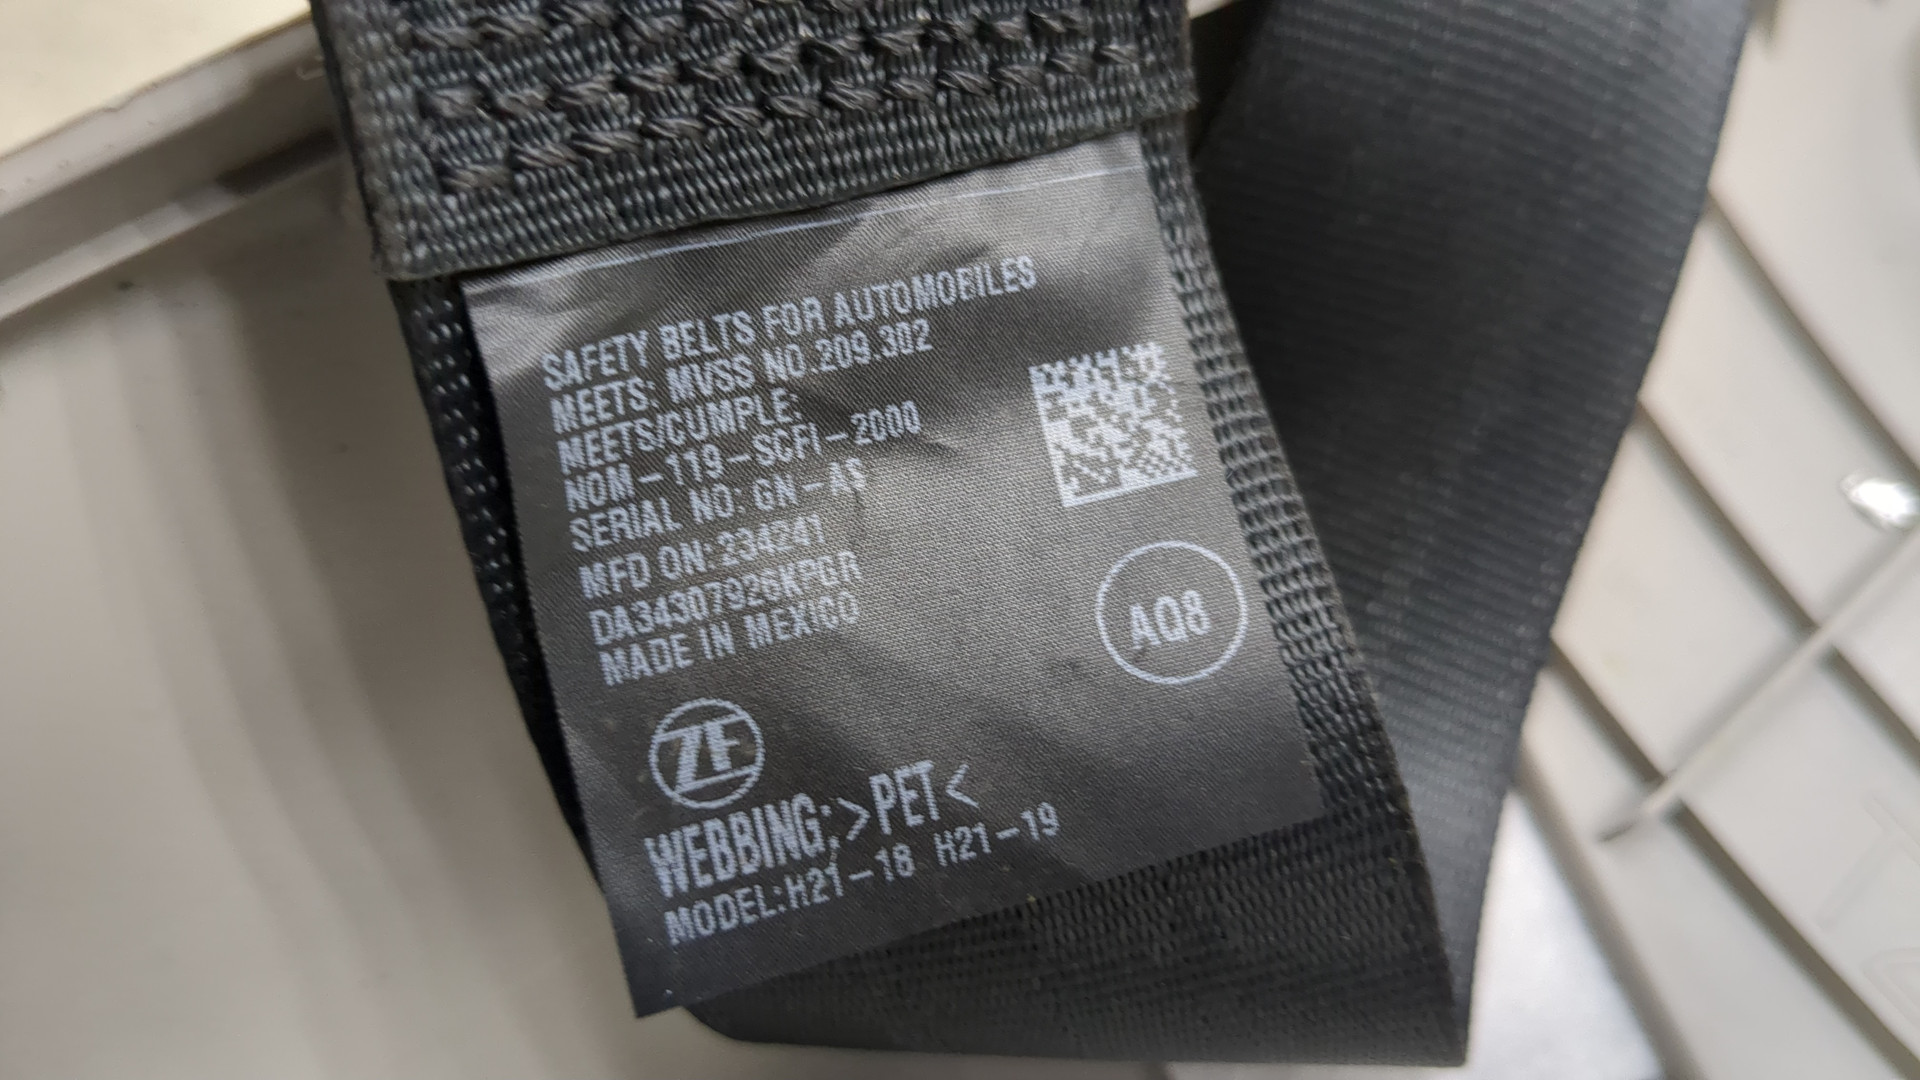 SAFETY BELTS FOR AUTOMOBILES
MEETS: MVSS NO.209.302
MEETS/CUMPLE:
NOM-119-SCFI-2000
SERIAL NO: GN-AS
MFD ON: 234241
DA34307926KPGR
MADE IN MEXICO
AQ8
ZF
WEBBING:>PET<
MODEL:H21-18 H21-19